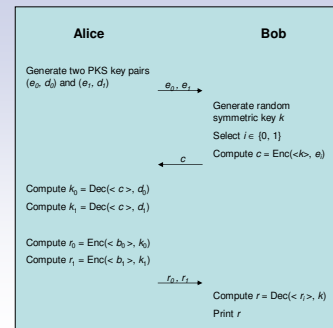 Alice Bob
Generate two PKS key pairs
(e₀, d₀) and (e₁, d₁)
e₀, e₁
Generate random
symmetric key k
Select i ∈ {0, 1}
Compute c = Enc(<k>, eᵢ)
c
Compute k₀ = Dec(< c >, d₀)
Compute k₁ = Dec(< c >, d₁)
Compute r₀ = Enc(< b₀ >, k₀)
Compute r₁ = Enc(< b₁ >, k₁)
r₀, r₁
Compute r = Dec(< rᵢ >, k)
Print r